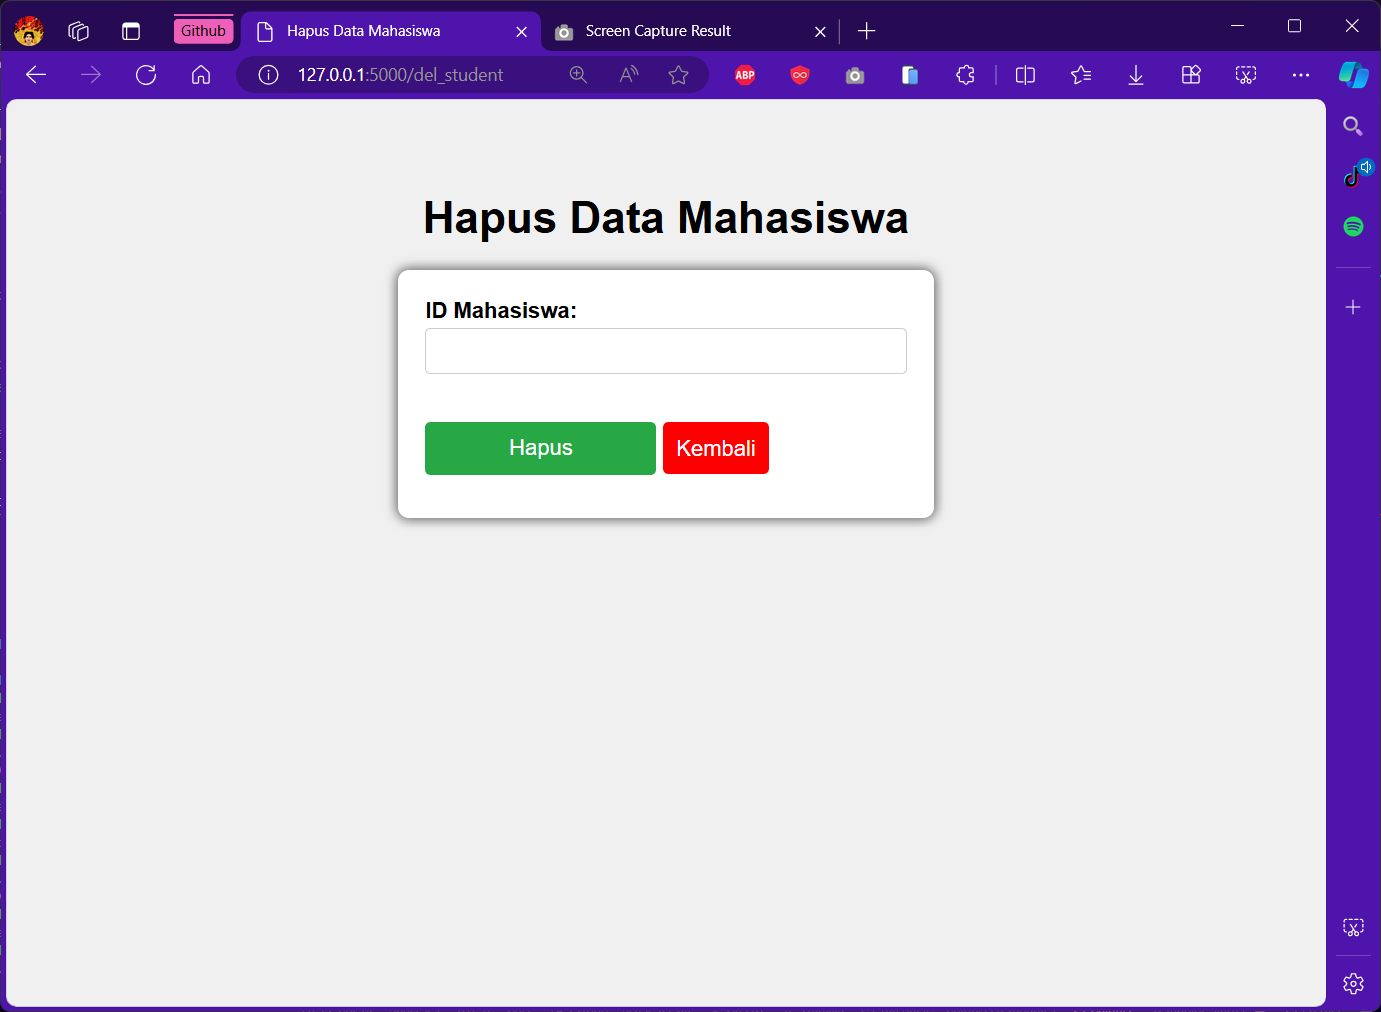 Github
Hapus Data Mahasiswa
Screen Capture Result
127.0.0.1:5000/del_student
ABP
Hapus Data Mahasiswa
ID Mahasiswa:
Hapus
Kembali